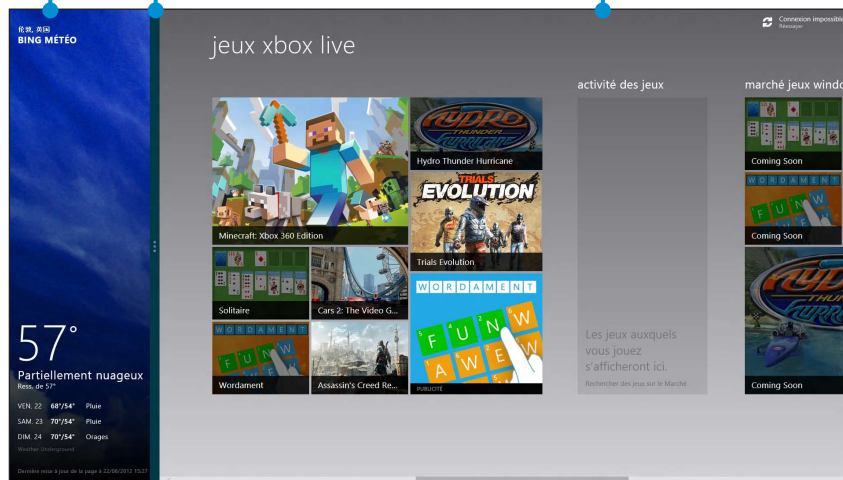 伦敦, 英国
BING MÉTÉO
57°
Partiellement nuageux
Ress. de 57°
VEN. 22 68°/54° Pluie
SAM. 23 70°/54° Pluie
DIM. 24 70°/54° Orages
Weather Underground
Dernière mise à jour de la page à 22/06/2012 15:27
jeux xbox live
Connexion impossible
Réessayer
Minecraft: Xbox 360 Edition
HYDRO
THUNDER
HURRICANE
Hydro Thunder Hurricane
TRIALS
EVOLUTION
Trials Evolution
Solitaire
Cars 2: The Video G...
WORDAMENT
FUNW
AWEW
PUBLICITÉ
WORDAMENT
FUN
W
Wordament
Assassin's Creed Re...
activité des jeux
Les jeux auxquels
vous jouez
s'afficheront ici.
Rechercher des jeux sur le Marché
marché jeux windo
Coming Soon
WORDAMENT
FUN
Coming Soon
Coming Soon